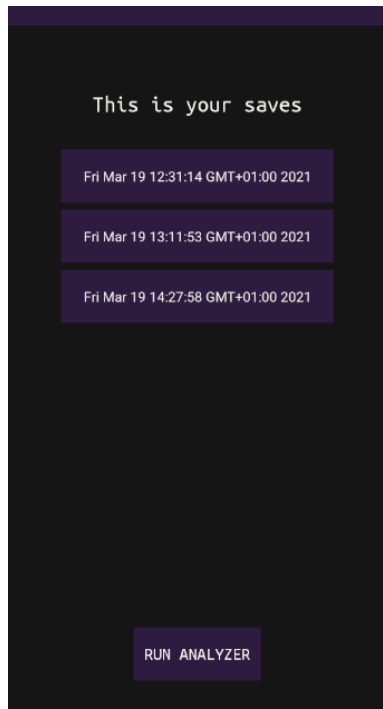 This is your saves
Fri Mar 19 12:31:14 GMT+01:00 2021
Fri Mar 19 13:11:53 GMT+01:00 2021
Fri Mar 19 14:27:58 GMT+01:00 2021
RUN ANALYZER